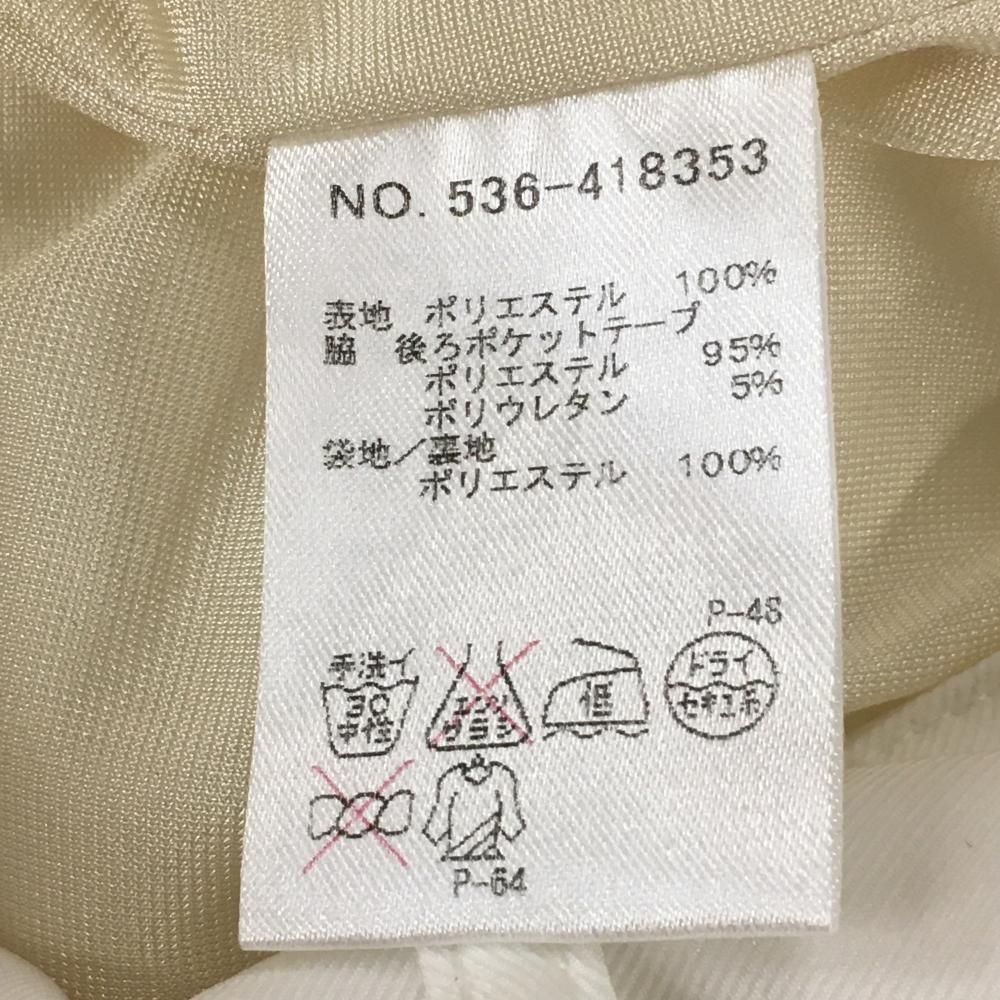 NO. 536-418353
表地 ポリエステル 100%
脇 後ろポケットテープ
ポリエステル 95%
ポリウレタン 5%
袋地/裏地
ポリエステル 100%
P-48
手洗イ
30
中性
エンソ
サラシ
低
ドライ
セキユ系
P-64